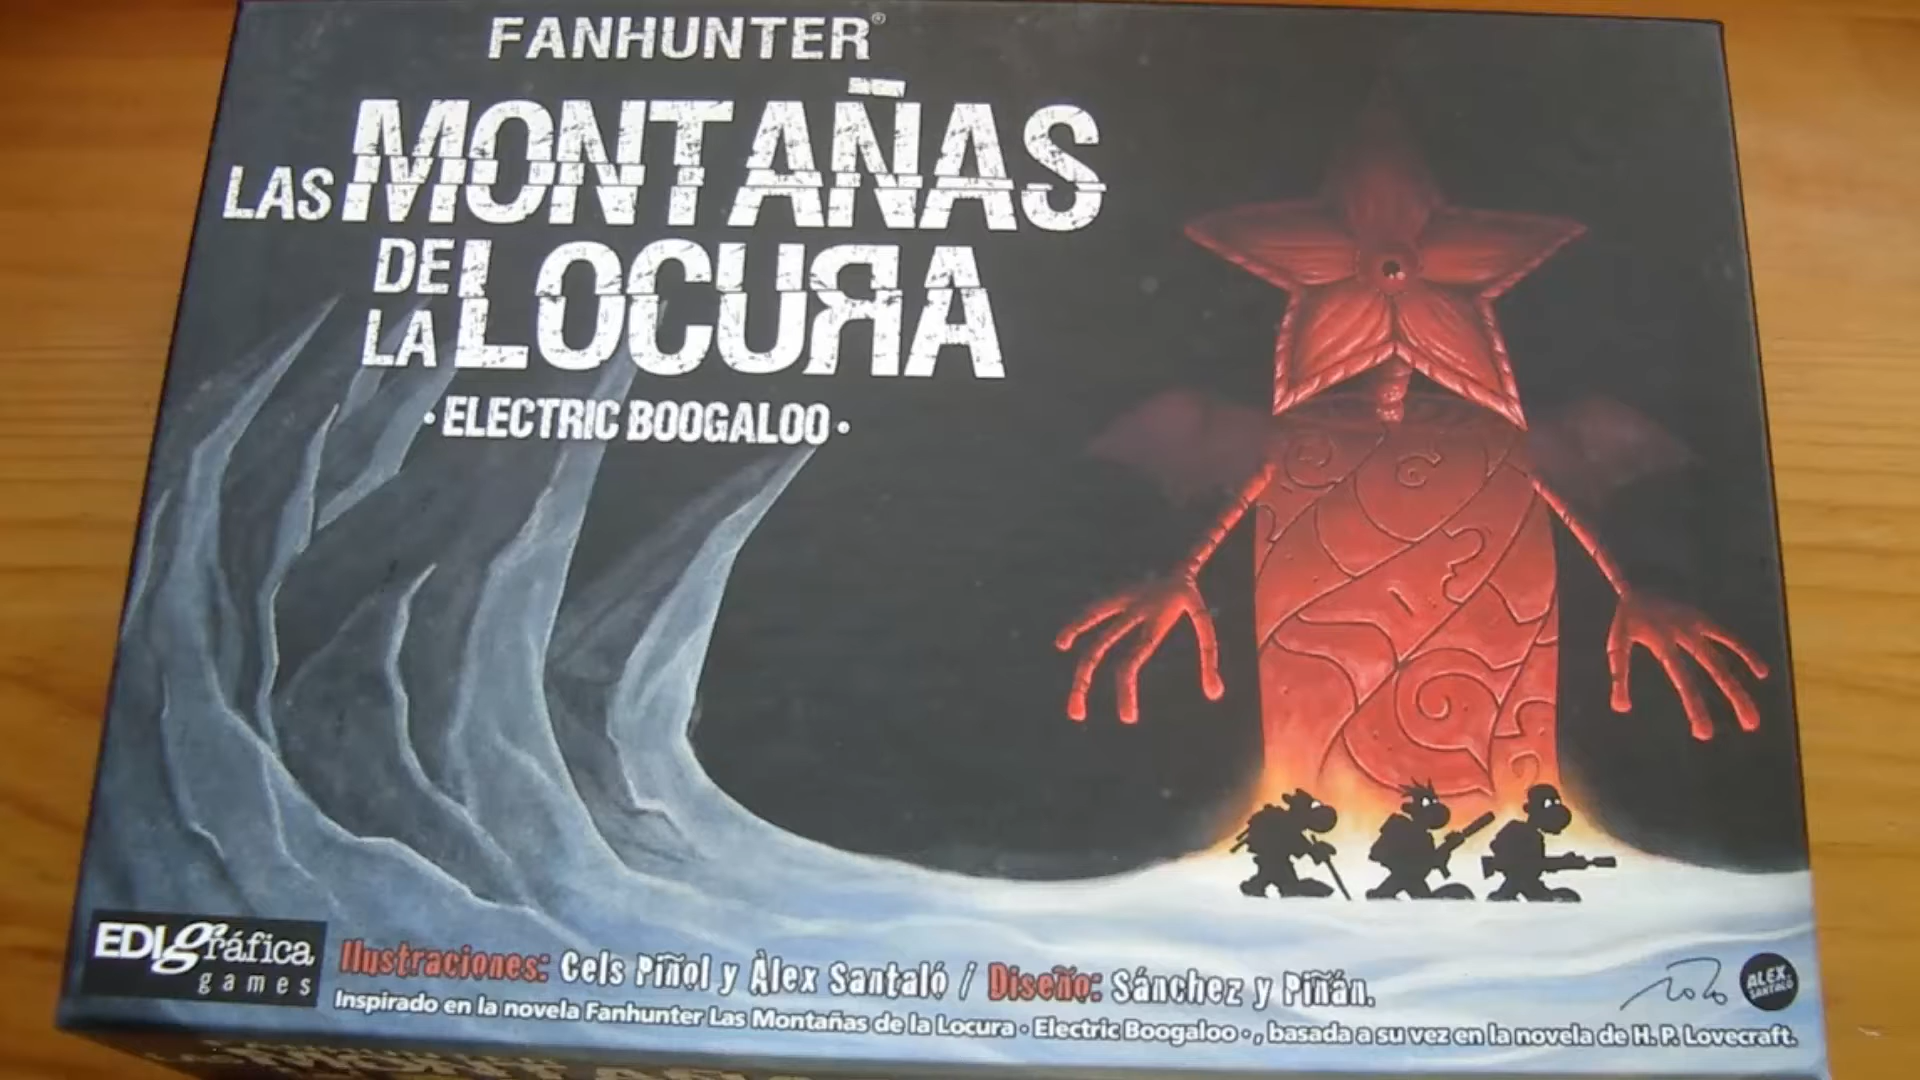 FANHUNTER®
LAS MONTAÑAS
DE
LA LOCURA
· ELECTRIC BOOGALOO ·
EDIgráfica
games
Ilustraciones: Cels Piñol y Àlex Santaló / Diseño: Sánchez y Piñán.
Inspirado en la novela Fanhunter Las Montañas de la Locura · Electric Boogaloo ·, basada a su vez en la novela de H. P. Lovecraft.
ALEX
SANTALÓ